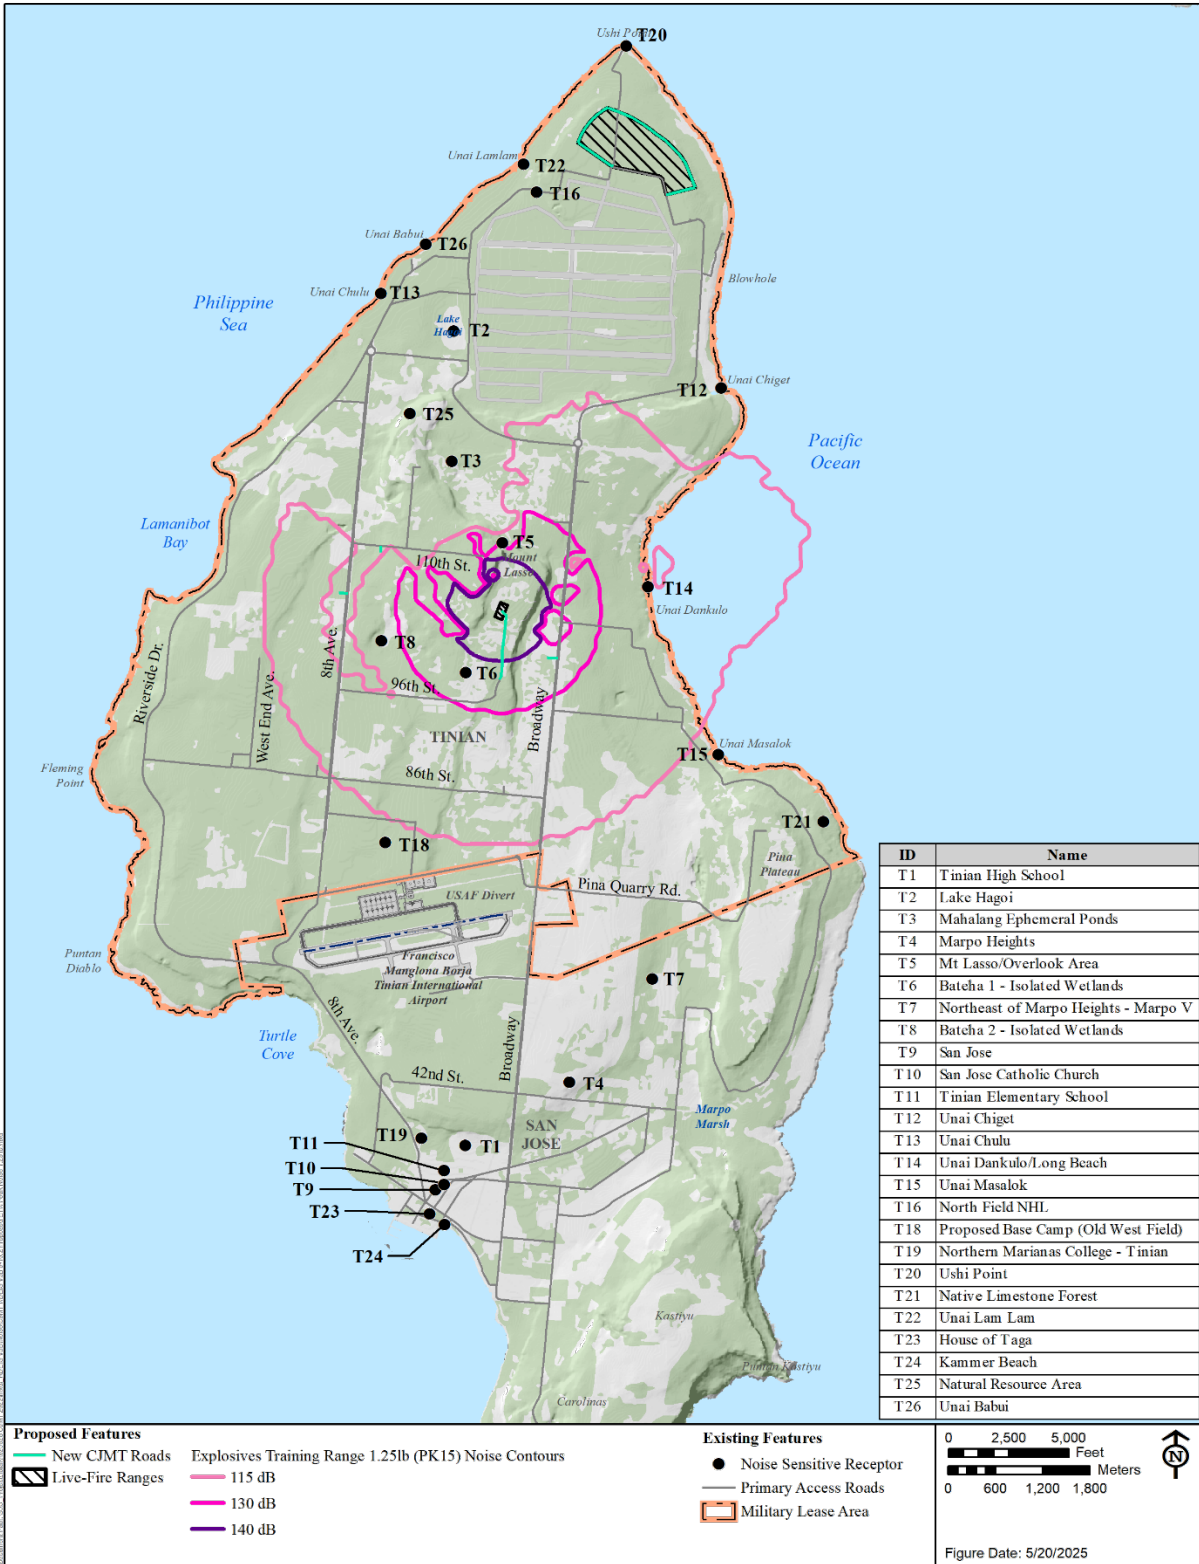 Ushi Point
T20
Unai Lamlam
T22
T16
Unai Babui
T26
Blowhole
Unai Chulu
T13
Philippine
Sea
Lake
Hagoi
T2
T12
Unai Chiget
T25
Pacific
Ocean
T3
Lamanibot
Bay
T5
Mount
Lasso
110th St.
T14
Unai Dankulo
8th Ave.
T8
Riverside Dr.
T6
96th St.
West End Ave.
Broadway
TINIAN
Unai Masalok
T15
Fleming
Point
86th St.
T21
T18
Pina
Plateau
Pina Quarry Rd.
USAF Divert
Puntan
Diablo
Francisco
Manglona Borja
Tinian International
Airport
T7
8th Ave.
Turtle
Cove
Broadway
42nd St.
T4
Marpo
Marsh
SAN
JOSE
T19
T11
T1
T10
T9
T23
T24
Kastiyu
Puntan Kastiyu
Carolinas
ID Name
T1 Tinian High School
T2 Lake Hagoi
T3 Mahalang Ephemeral Ponds
T4 Marpo Heights
T5 Mt Lasso/Overlook Area
T6 Bateha 1 - Isolated Wetlands
T7 Northeast of Marpo Heights - Marpo V
T8 Bateha 2 - Isolated Wetlands
T9 San Jose
T10 San Jose Catholic Church
T11 Tinian Elementary School
T12 Unai Chiget
T13 Unai Chulu
T14 Unai Dankulo/Long Beach
T15 Unai Masalok
T16 North Field NHL
T18 Proposed Base Camp (Old West Field)
T19 Northern Marianas College - Tinian
T20 Ushi Point
T21 Native Limestone Forest
T22 Unai Lam Lam
T23 House of Taga
T24 Kammer Beach
T25 Natural Resource Area
T26 Unai Babui
Proposed Features
New CJMT Roads
Live-Fire Ranges
Explosives Training Range 1.25lb (PK15) Noise Contours
115 dB
130 dB
140 dB
Existing Features
Noise Sensitive Receptor
Primary Access Roads
Military Lease Area
0 2,500 5,000
Feet
Meters
0 600 1,200 1,800
N
Figure Date: 5/20/2025